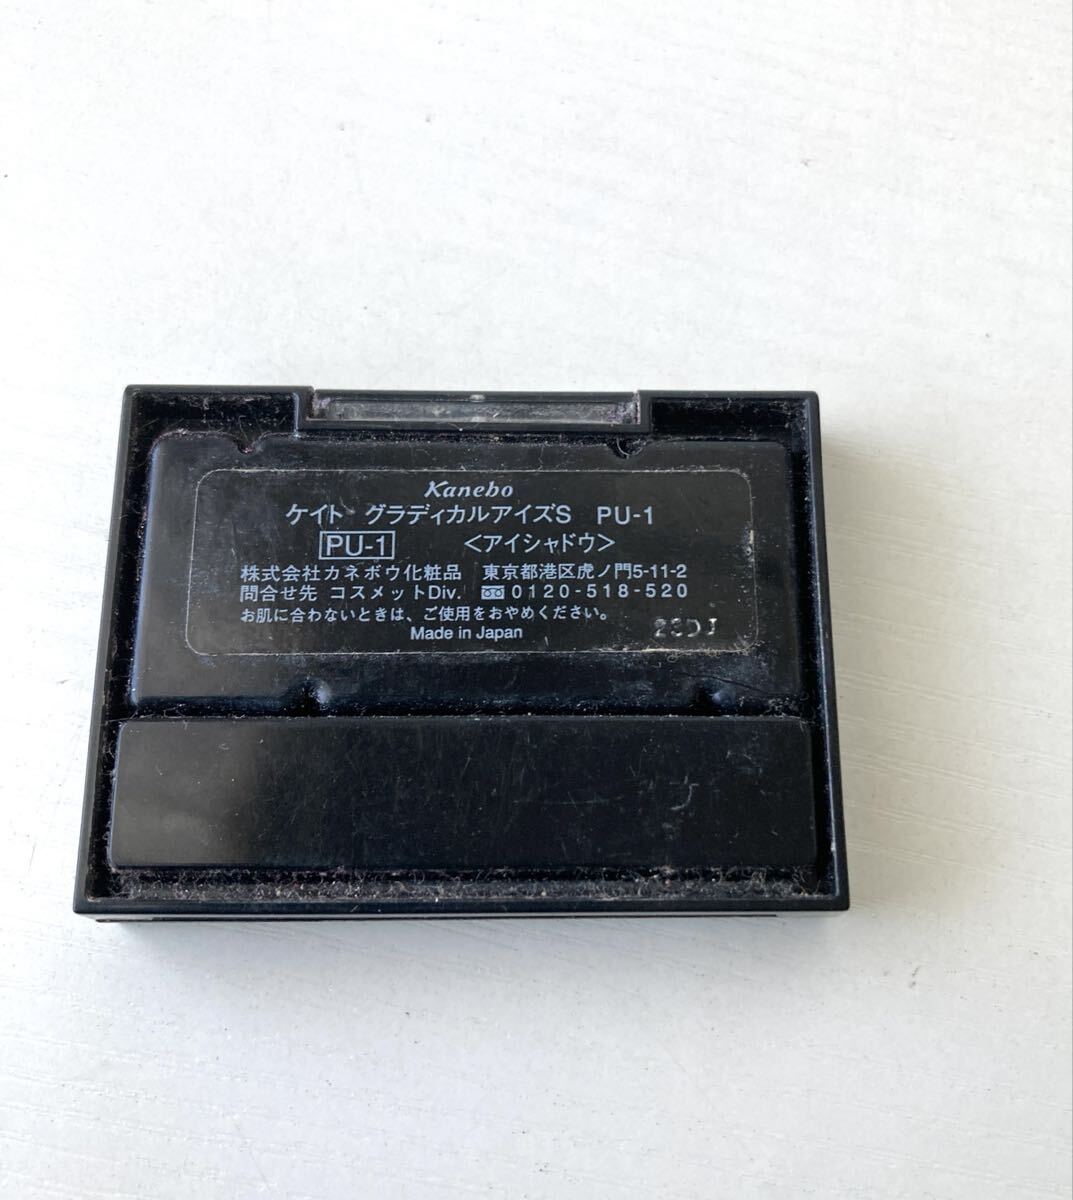 Kanebo
ケイト グラディカルアイズS PU-1
PU-1 <アイシャドウ>
株式会社カネボウ化粧品 東京都港区虎ノ門5-11-2
問合せ先 コスメットDiv. 0120-518-520
お肌に合わないときは、ご使用をおやめください。
Made in Japan